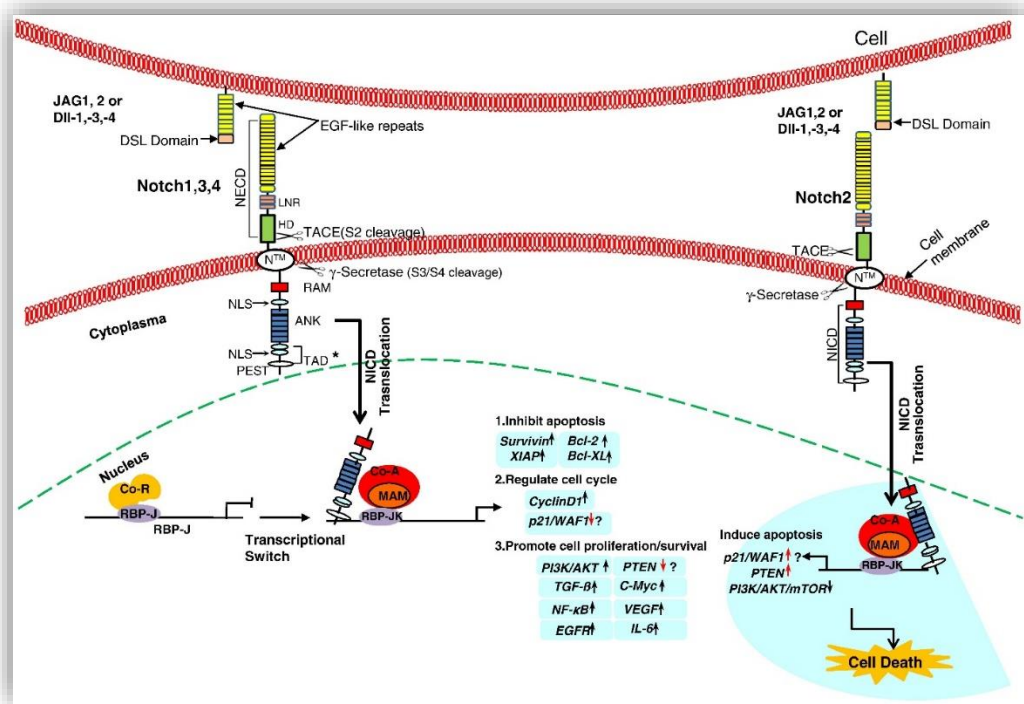 Cell
JAG1, 2 or
Dll-1,-3,-4
DSL Domain
EGF-like repeats
Notch1,3,4
NECD
LNR
HD
TACE(S2 cleavage)
N™
γ-Secretase (S3/S4 cleavage)
RAM
NLS
ANK
NLS
TAD *
PEST
Cytoplasma
NICD
Trasnslocation
JAG1,2 or
Dll-1,-3,-4
DSL Domain
Notch2
TACE
Cell
membrane
N™
γ-Secretase
NICD
NICD
Trasnslocation
Nucleus
Co-R
RBP-J
RBP-J
Transcriptional
Switch
Co-A
MAM
RBP-JK
1.Inhibit apoptosis
Survivin↑ Bcl-2↑
XIAP↑ Bcl-XL↑
2.Regulate cell cycle
CyclinD1↑
p21/WAF1↓?
3.Promote cell proliferation/survival
PI3K/AKT ↑ PTEN ↓ ?
TGF-ß↑ C-Myc↑
NF-κB↑ VEGF↑
EGFR↑ IL-6↑
Co-A
MAM
RBP-JK
Induce apoptosis
p21/WAF1↑ ?
PTEN↑
PI3K/AKT/mTOR↓
Cell Death